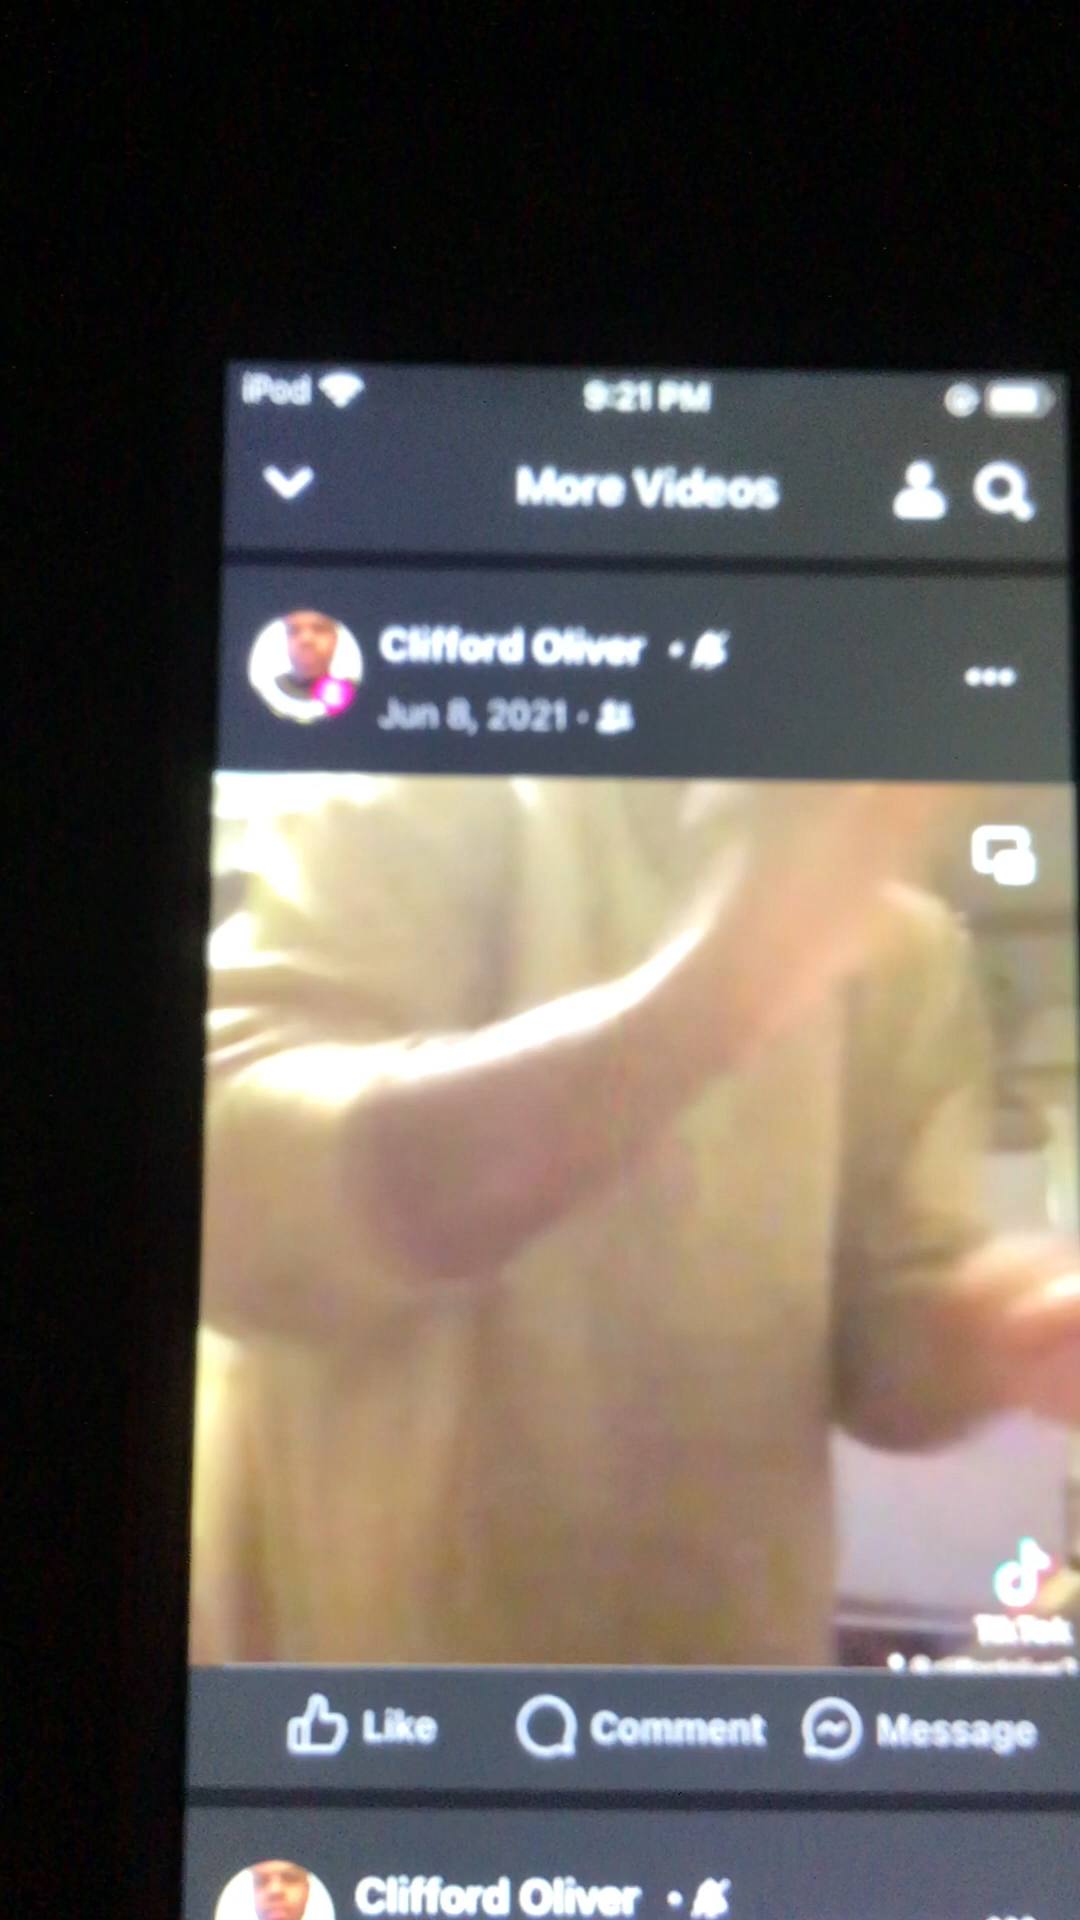 iPod
9:21 PM
More Videos
Clifford Oliver
Jun 8, 2021
TikTok
Like
Comment
Message
Clifford Oliver